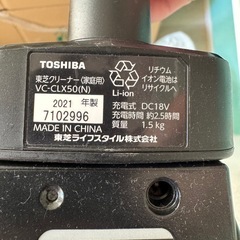 TOSHIBA
東芝クリーナー(家庭用)
VC-CLX50(N)
2021 年製
7102996
MADE IN CHINA
Li-ion
リチウム
イオン電池は
リサイクルへ
充電式 DC18V
充電時間 約2.5時間
質量 1.5kg
東芝ライフスタイル株式会社